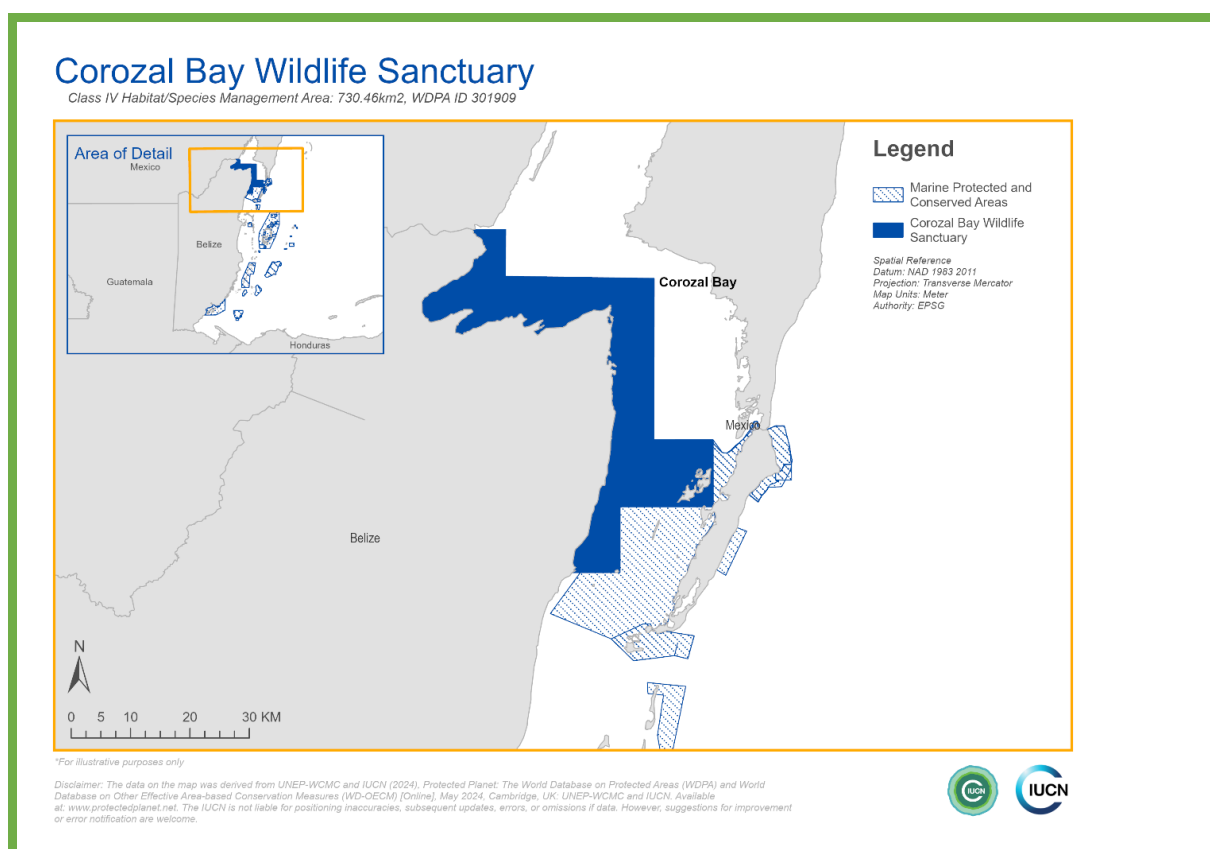 Corozal Bay Wildlife Sanctuary
Class IV Habitat/Species Management Area: 730.46km2, WDPA ID 301909
Area of Detail
Mexico
Belize
Guatemala
Honduras
Legend
Marine Protected and
Conserved Areas
Corozal Bay Wildlife
Sanctuary
Spatial Reference
Datum: NAD 1983 2011
Projection: Transverse Mercator
Map Units: Meter
Authority: EPSG
Corozal Bay
Mexico
Belize
N
0 5 10 20 30 KM
*For illustrative purposes only
Disclaimer: The data on the map was derived from UNEP-WCMC and IUCN (2024), Protected Planet: The World Database on Protected Areas (WDPA) and World
Database on Other Effective Area-based Conservation Measures (WD-OECM) [Online], May 2024, Cambridge, UK: UNEP-WCMC and IUCN. Available
at: www.protectedplanet.net. The IUCN is not liable for positioning inaccuracies, subsequent updates, errors, or omissions if data. However, suggestions for improvement
or error notification are welcome.
IUCN
IUCN